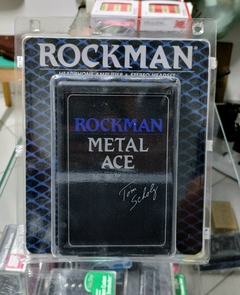 ROCKMAN
HEADPHONE AMPLIFIER & STEREO HEADSET
ROCKMAN
METAL
ACE
Tom Scholz